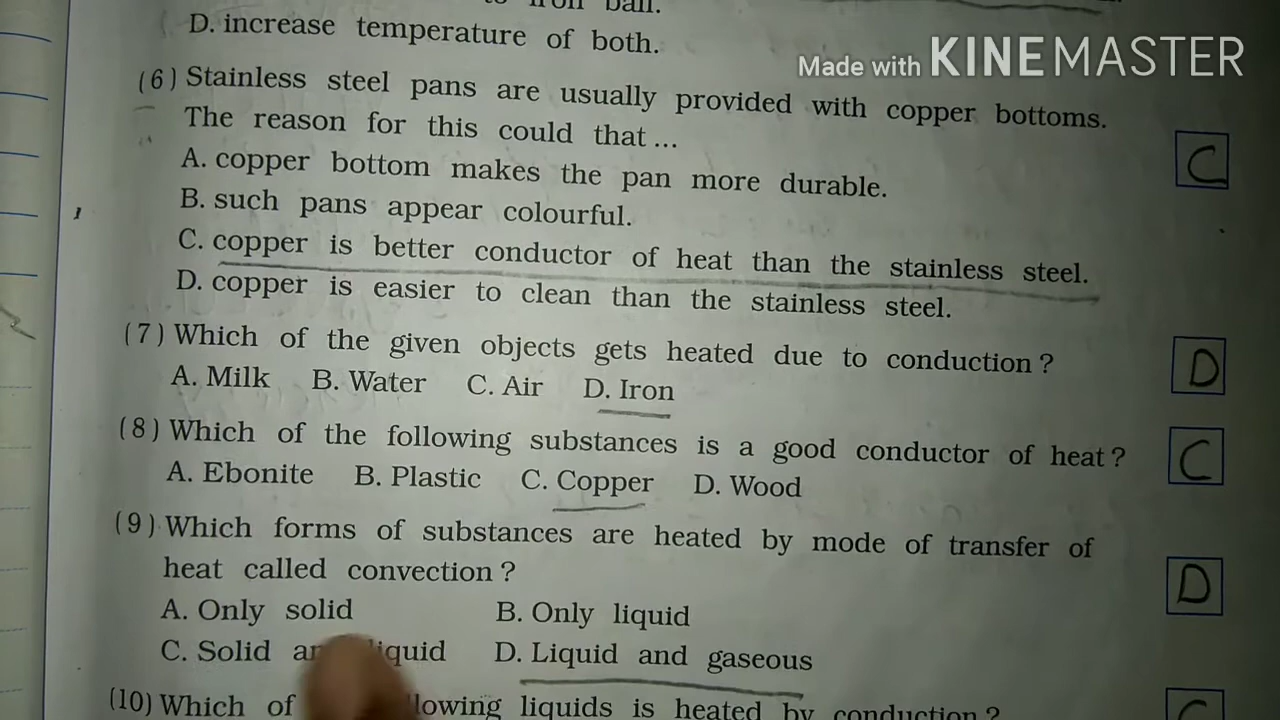 to iron ball.
D. increase temperature of both.
Made with KINEMASTER
(6) Stainless steel pans are usually provided with copper bottoms.
The reason for this could that ...
C
A. copper bottom makes the pan more durable.
B. such pans appear colourful.
C. copper is better conductor of heat than the stainless steel.
D. copper is easier to clean than the stainless steel.
(7) Which of the given objects gets heated due to conduction ?
D
A. Milk B. Water C. Air D. Iron
(8) Which of the following substances is a good conductor of heat ?
C
A. Ebonite B. Plastic C. Copper D. Wood
(9) Which forms of substances are heated by mode of transfer of
heat called convection ?
D
A. Only solid B. Only liquid
C. Solid liquid D. Liquid and gaseous
(10) Which of liquids is heated by conduction ?
C